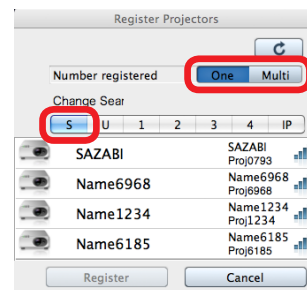 Register Projectors
Number registered One Multi
Change Sear
S U 1 2 3 4 IP
SAZABI SAZABI
Proj0793
Name6968 Name6968
Proj6968
Name1234 Name1234
Proj1234
Name6185 Name6185
Proj6185
Register Cancel